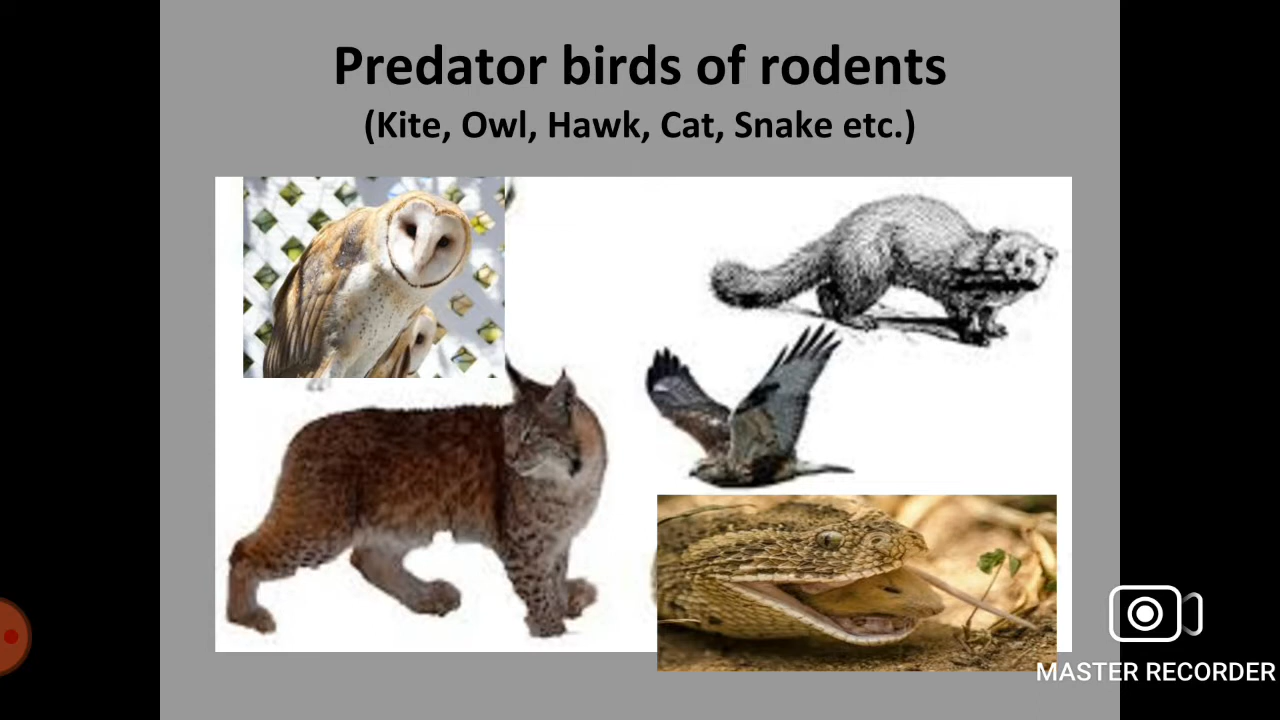 Predator birds of rodents
(Kite, Owl, Hawk, Cat, Snake etc.)
MASTER RECORDER